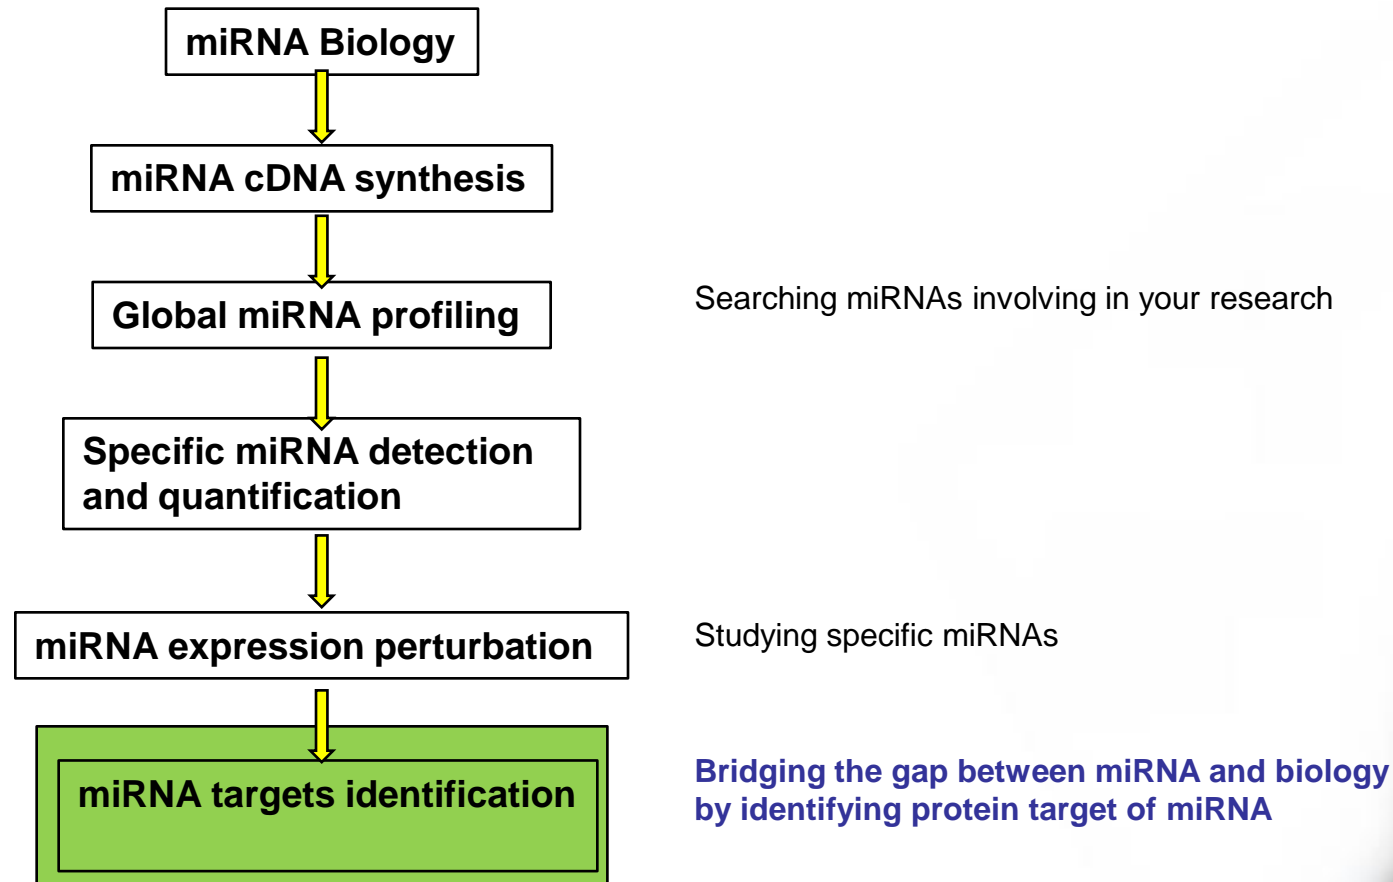 miRNA Biology
miRNA cDNA synthesis
Global miRNA profiling
Searching miRNAs involving in your research
Specific miRNA detection
and quantification
miRNA expression perturbation
Studying specific miRNAs
miRNA targets identification
Bridging the gap between miRNA and biology
by identifying protein target of miRNA